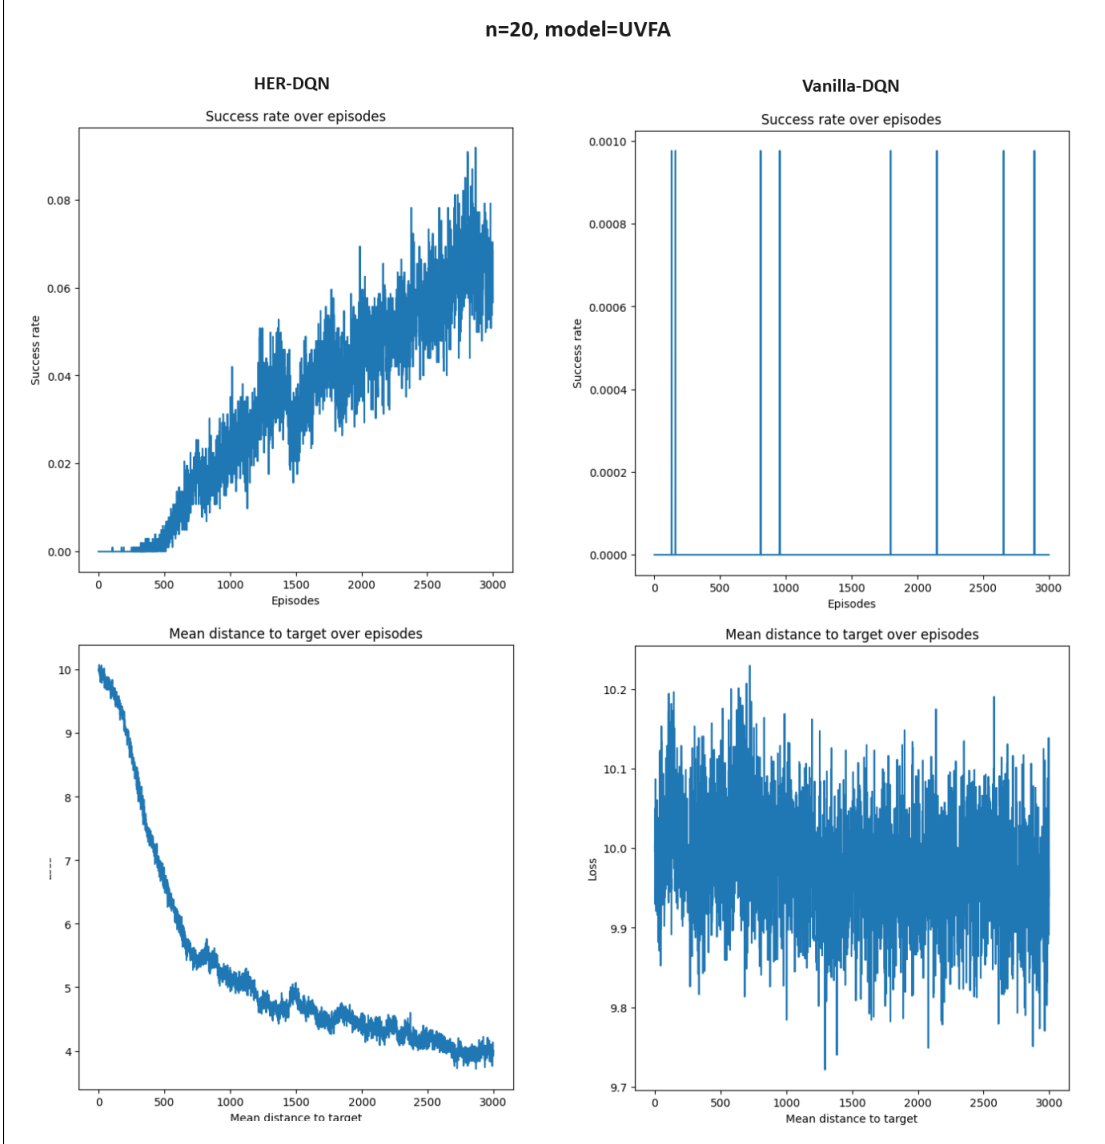 n=20, model=UVFA
HER-DQN
Success rate over episodes
Success rate
0.08
0.06
0.04
0.02
0.00
0 500 1000 1500 2000 2500 3000
Episodes
Vanilla-DQN
Success rate over episodes
Success rate
0.0010
0.0008
0.0006
0.0004
0.0002
0.0000
0 500 1000 1500 2000 2500 3000
Episodes
Mean distance to target over episodes
10
9
8
7
6
5
4
0 500 1000 1500 2000 2500 3000
Mean distance to target
Mean distance to target over episodes
Loss
10.2
10.1
10.0
9.9
9.8
9.7
0 500 1000 1500 2000 2500 3000
Mean distance to target